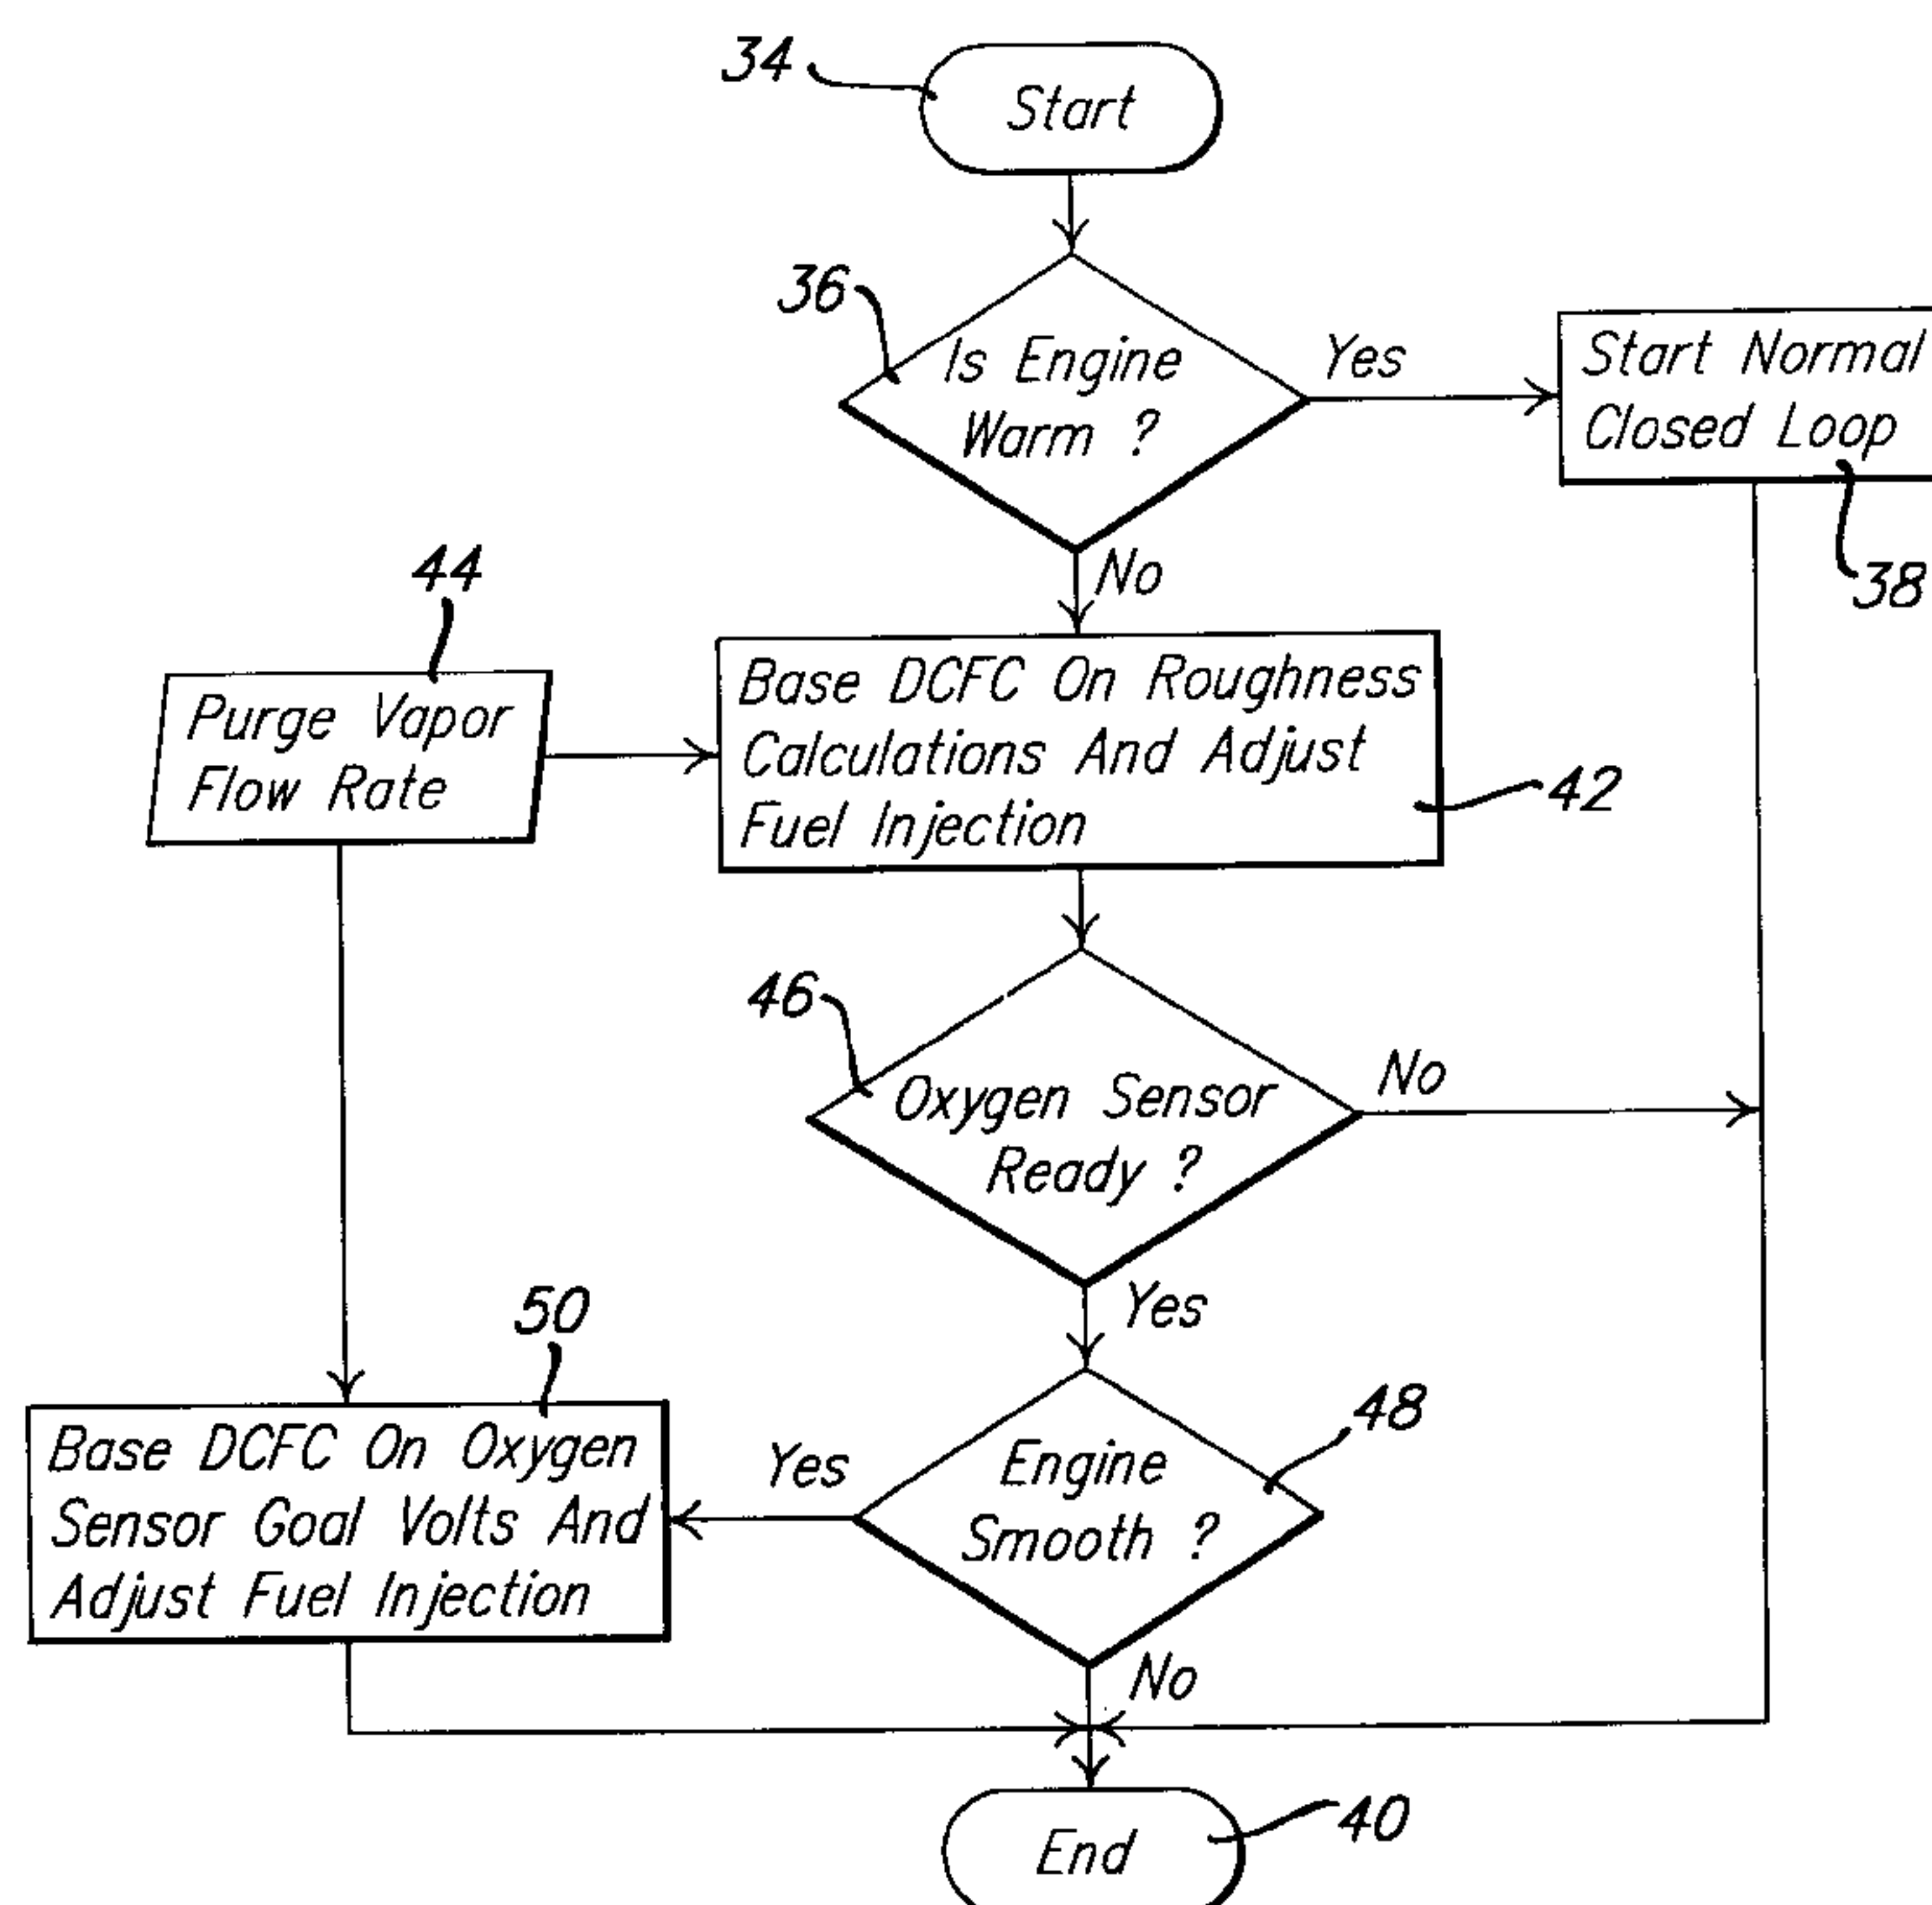 34
Start
36
Is Engine
Warm ?
Yes
Start Normal
Closed Loop
38
No
44
Purge Vapor
Flow Rate
Base DCFC On Roughness
Calculations And Adjust
Fuel Injection
42
46
Oxygen Sensor
Ready ?
No
Yes
50
Base DCFC On Oxygen
Sensor Goal Volts And
Adjust Fuel Injection
Yes
Engine
Smooth ?
48
No
End
40